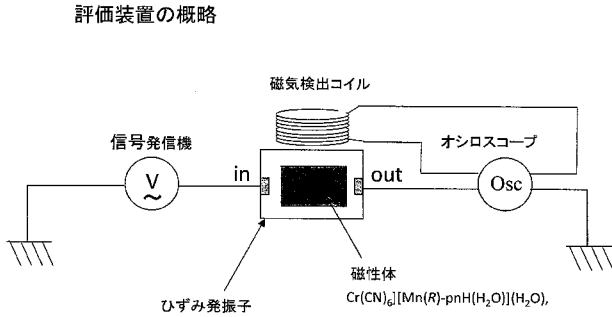 評価装置の概略
磁気検出コイル
信号発信機
オシロスコープ
in
out
V
~
Osc
磁性体
Cr(CN)6][Mn(R)-pnH(H2O)](H2O),
ひずみ発振子